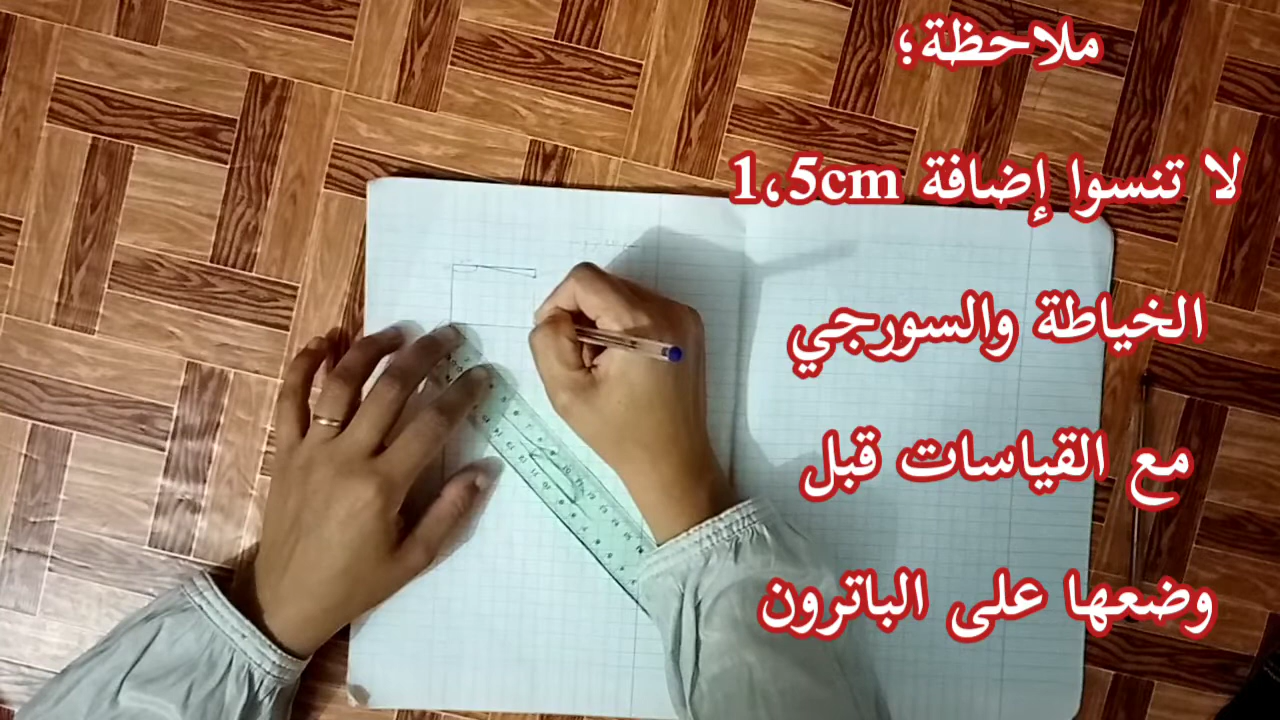 ملاحظة؛
لا تنسوا إضافة 1،5cm
الخياطة والسورجي
مع القياسات قبل
وضعها على الباترون